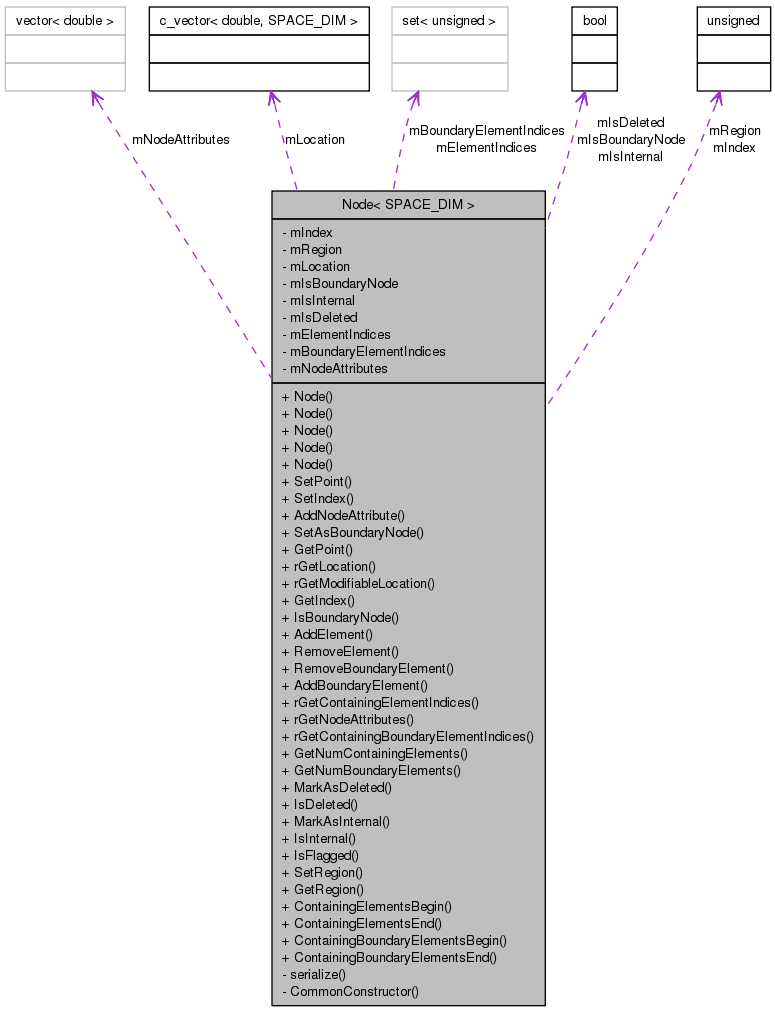 vector< double >
c_vector< double, SPACE_DIM >
set< unsigned >
bool
unsigned
mNodeAttributes
mLocation
mBoundaryElementIndices
mElementIndices
mIsDeleted
mIsBoundaryNode
mIsInternal
mRegion
mIndex
Node< SPACE_DIM >
- mIndex
- mRegion
- mLocation
- mIsBoundaryNode
- mIsInternal
- mIsDeleted
- mElementIndices
- mBoundaryElementIndices
- mNodeAttributes
+ Node()
+ Node()
+ Node()
+ Node()
+ Node()
+ SetPoint()
+ SetIndex()
+ AddNodeAttribute()
+ SetAsBoundaryNode()
+ GetPoint()
+ rGetLocation()
+ rGetModifiableLocation()
+ GetIndex()
+ IsBoundaryNode()
+ AddElement()
+ RemoveElement()
+ RemoveBoundaryElement()
+ AddBoundaryElement()
+ rGetContainingElementIndices()
+ rGetNodeAttributes()
+ rGetContainingBoundaryElementIndices()
+ GetNumContainingElements()
+ GetNumBoundaryElements()
+ MarkAsDeleted()
+ IsDeleted()
+ MarkAsInternal()
+ IsInternal()
+ IsFlagged()
+ SetRegion()
+ GetRegion()
+ ContainingElementsBegin()
+ ContainingElementsEnd()
+ ContainingBoundaryElementsBegin()
+ ContainingBoundaryElementsEnd()
- serialize()
- CommonConstructor()